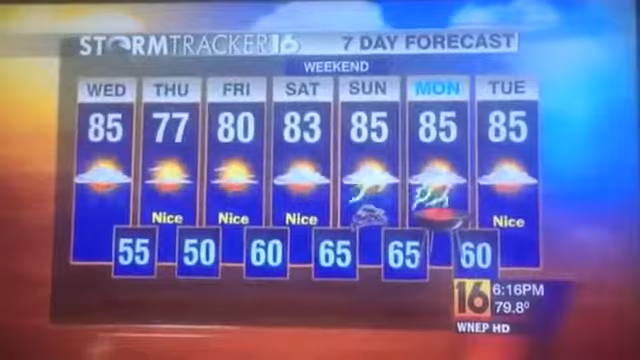 STORMTRACKER16 7 DAY FORECAST
WEEKEND
WED THU FRI SAT SUN MON TUE
85 77 80 83 85 85 85
Nice Nice Nice Nice
55 50 60 65 65 60
16 6:16PM
79.8°
WNEP HD